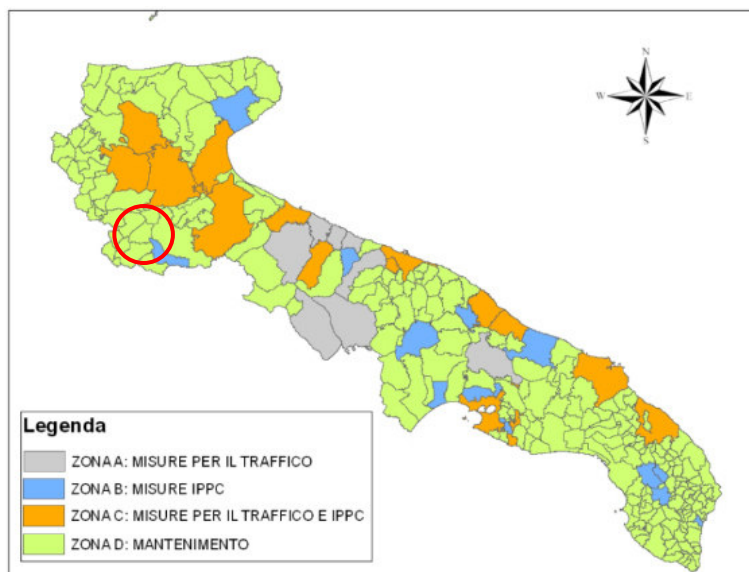 N
W E
S
Legenda
ZONA A: MISURE PER IL TRAFFICO
ZONA B: MISURE IPPC
ZONA C: MISURE PER IL TRAFFICO E IPPC
ZONA D: MANTENIMENTO